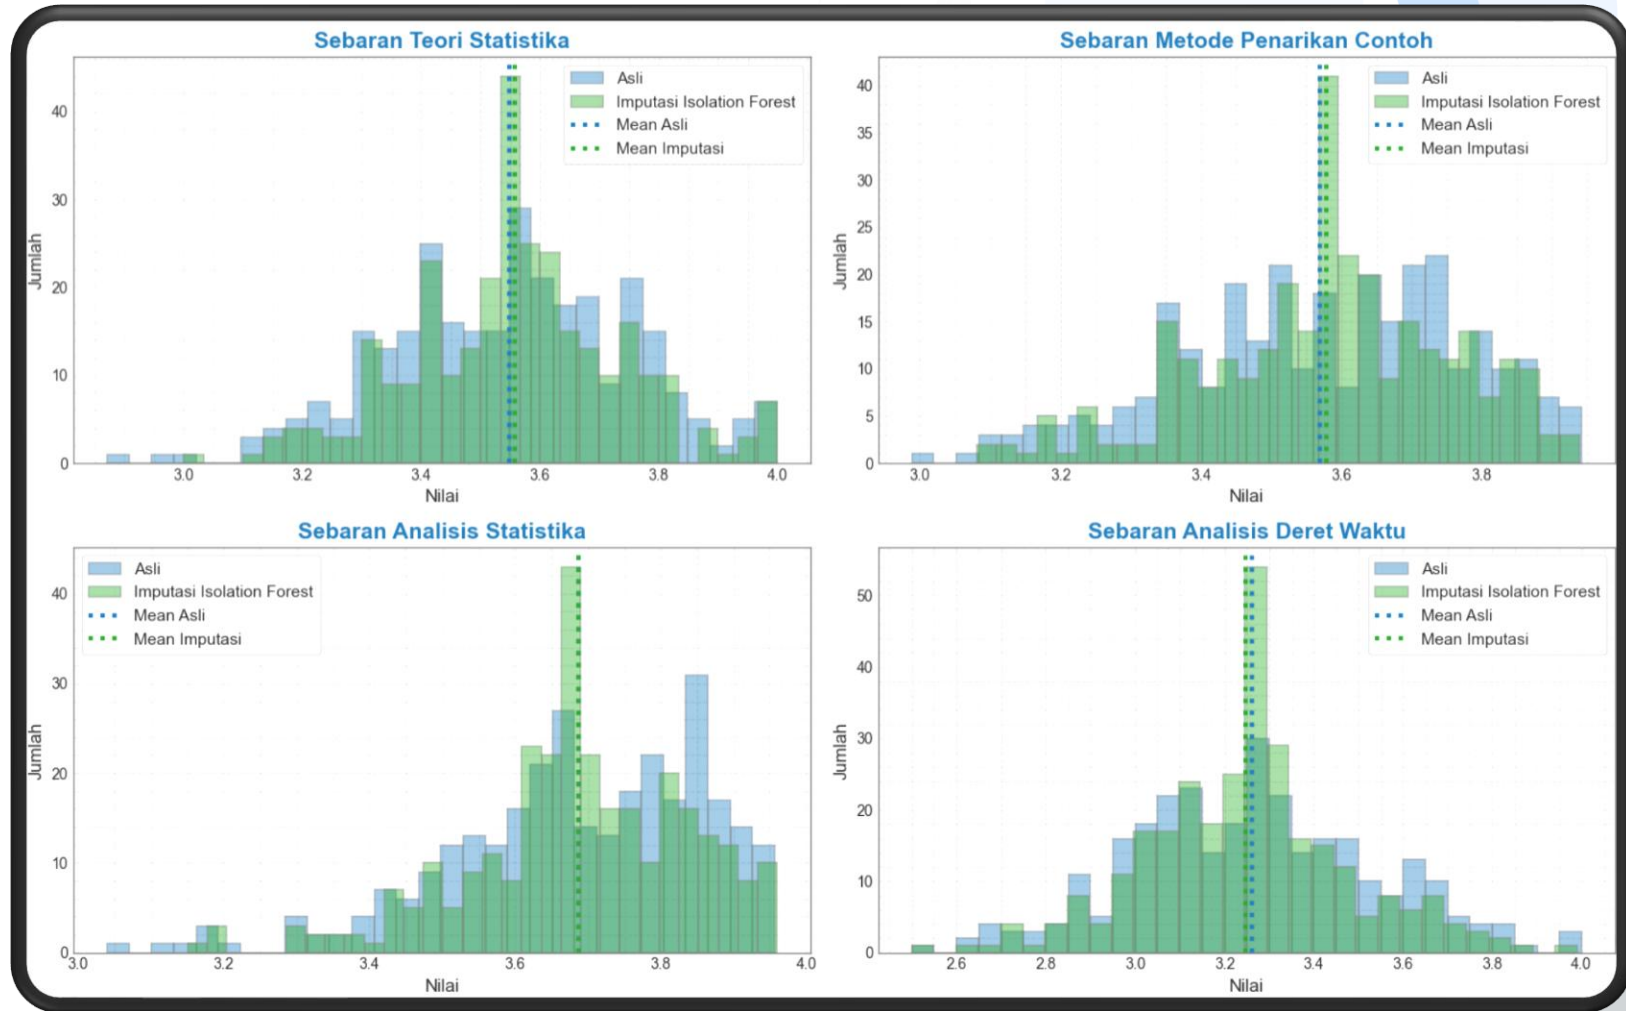 Sebaran Teori Statistika
Asli
Imputasi Isolation Forest
Mean Asli
Mean Imputasi
Jumlah
40
30
20
10
0
3.0 3.2 3.4 3.6 3.8 4.0
Nilai
Sebaran Metode Penarikan Contoh
Asli
Imputasi Isolation Forest
Mean Asli
Mean Imputasi
Jumlah
40
35
30
25
20
15
10
5
0
3.0 3.2 3.4 3.6 3.8
Nilai
Sebaran Analisis Statistika
Asli
Imputasi Isolation Forest
Mean Asli
Mean Imputasi
Jumlah
40
30
20
10
0
3.0 3.2 3.4 3.6 3.8 4.0
Nilai
Sebaran Analisis Deret Waktu
Asli
Imputasi Isolation Forest
Mean Asli
Mean Imputasi
Jumlah
50
40
30
20
10
0
2.6 2.8 3.0 3.2 3.4 3.6 3.8 4.0
Nilai